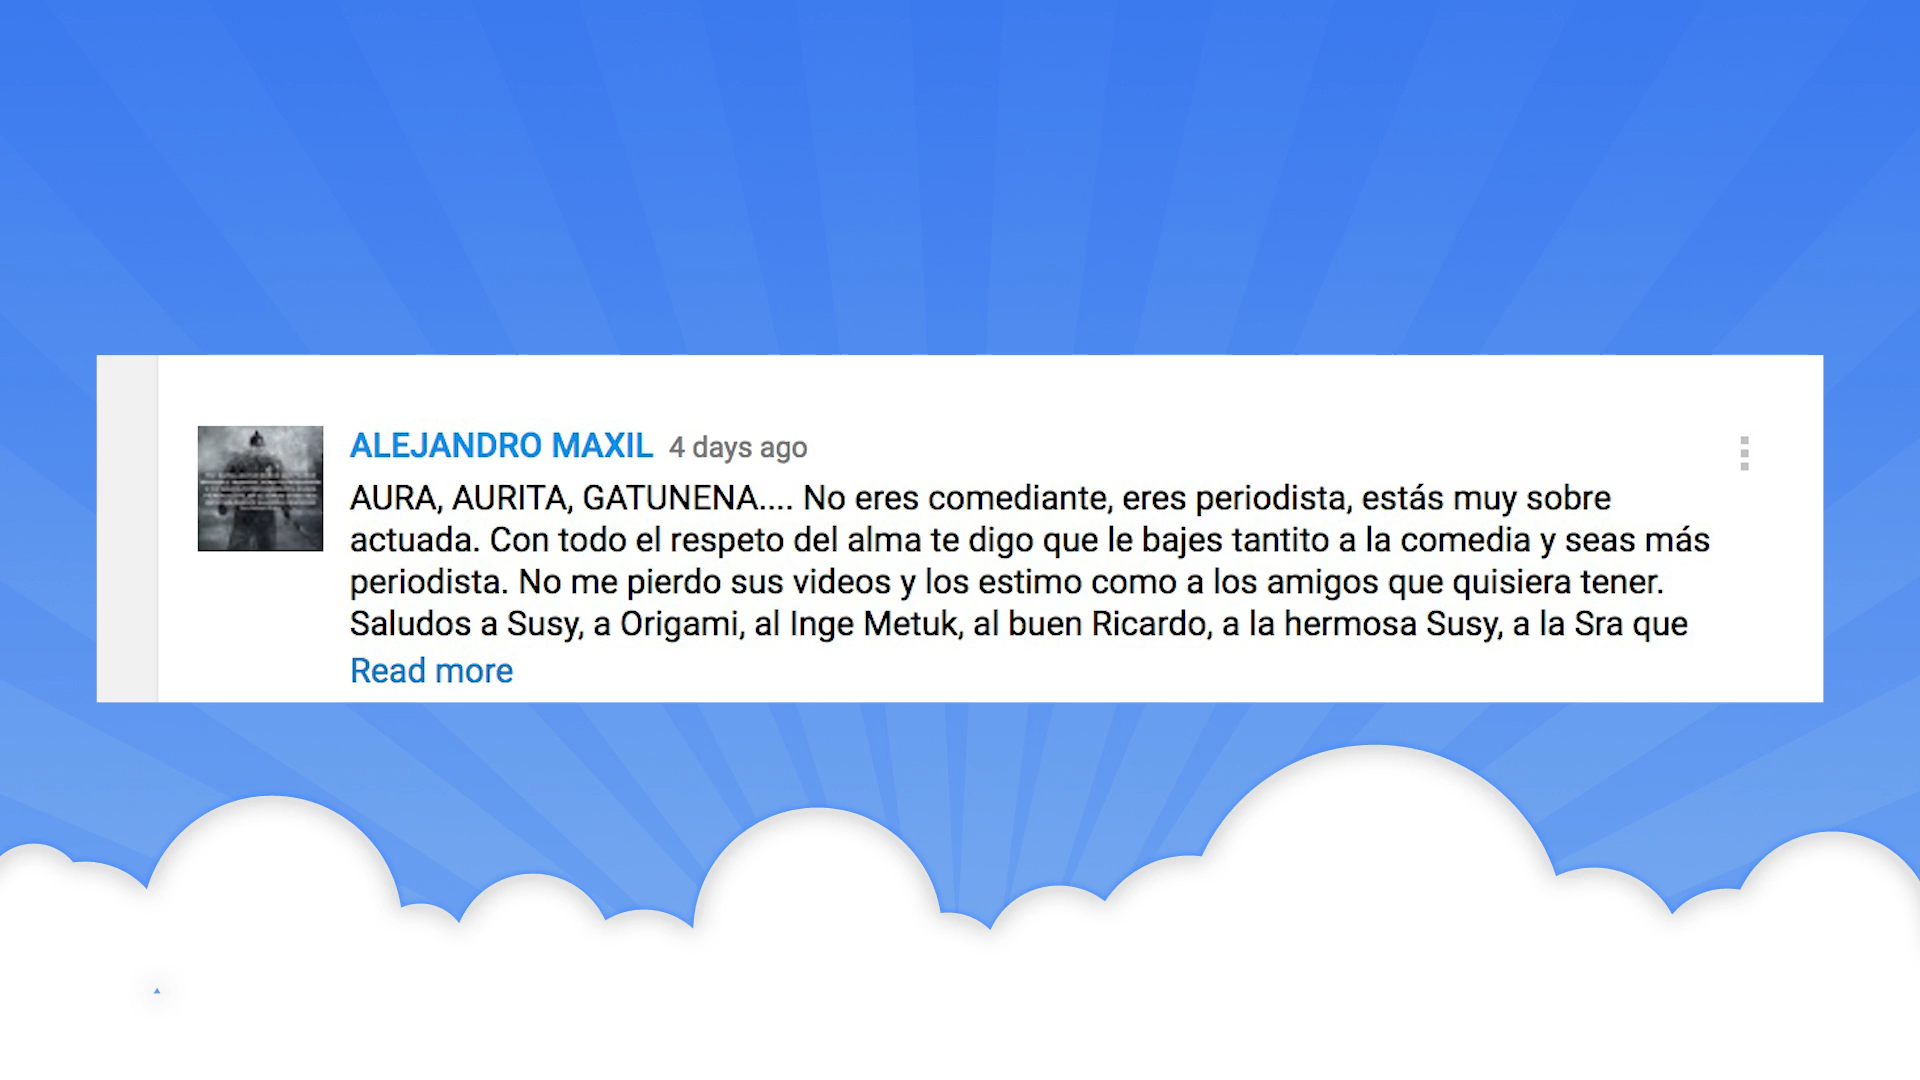 ALEJANDRO MAXIL 4 days ago
AURA, AURITA, GATUNENA.... No eres comediante, eres periodista, estás muy sobre
actuada. Con todo el respeto del alma te digo que le bajes tantito a la comedia y seas más
periodista. No me pierdo sus videos y los estimo como a los amigos que quisiera tener.
Saludos a Susy, a Origami, al Inge Metuk, al buen Ricardo, a la hermosa Susy, a la Sra que
Read more